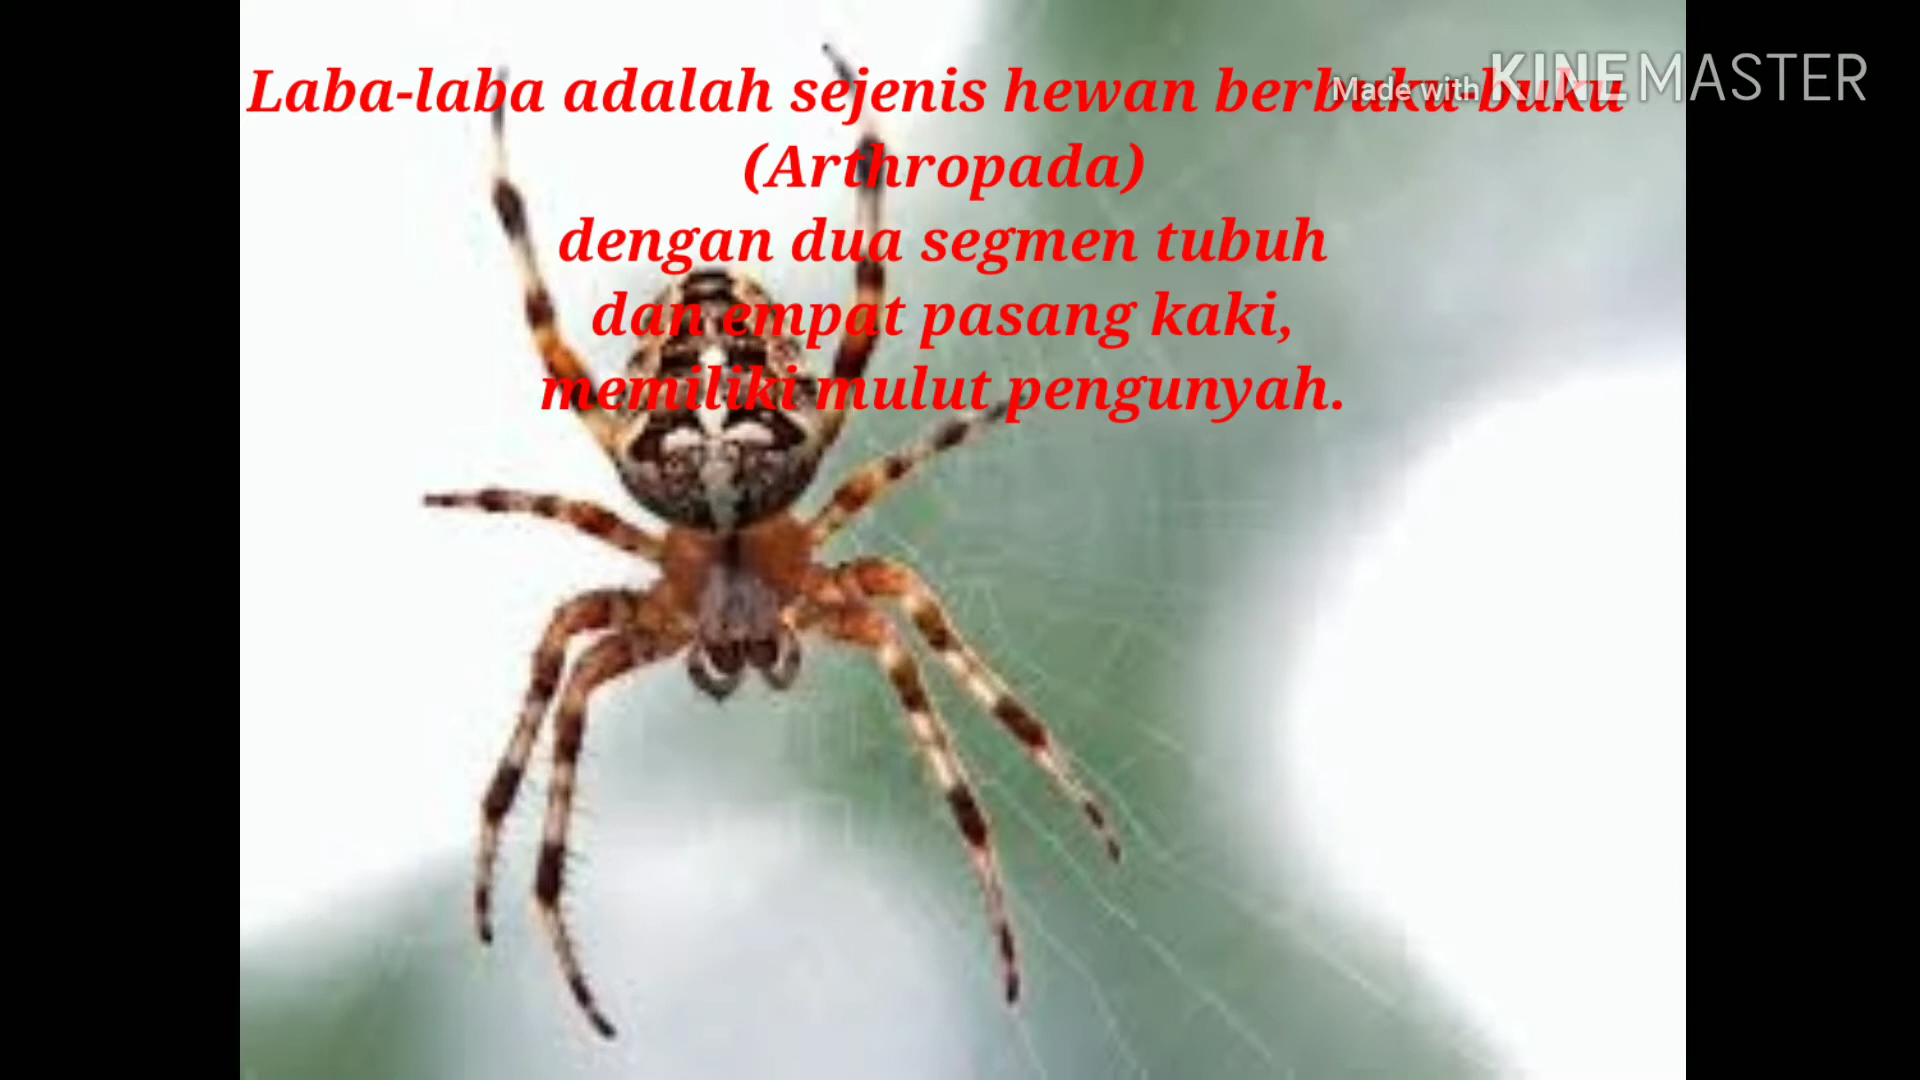 Laba-laba adalah sejenis hewan berbuku-buku
(Arthropada)
dengan dua segmen tubuh
dan empat pasang kaki,
memiliki mulut pengunyah.
Made with KINEMASTER